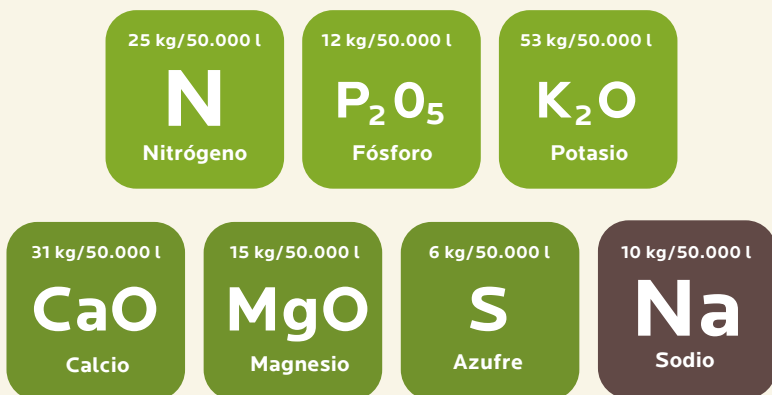 25 kg/50.000 l
N
Nitrógeno
12 kg/50.000 l
P₂0₅
Fósforo
53 kg/50.000 l
K₂O
Potasio
31 kg/50.000 l
CaO
Calcio
15 kg/50.000 l
MgO
Magnesio
6 kg/50.000 l
S
Azufre
10 kg/50.000 l
Na
Sodio